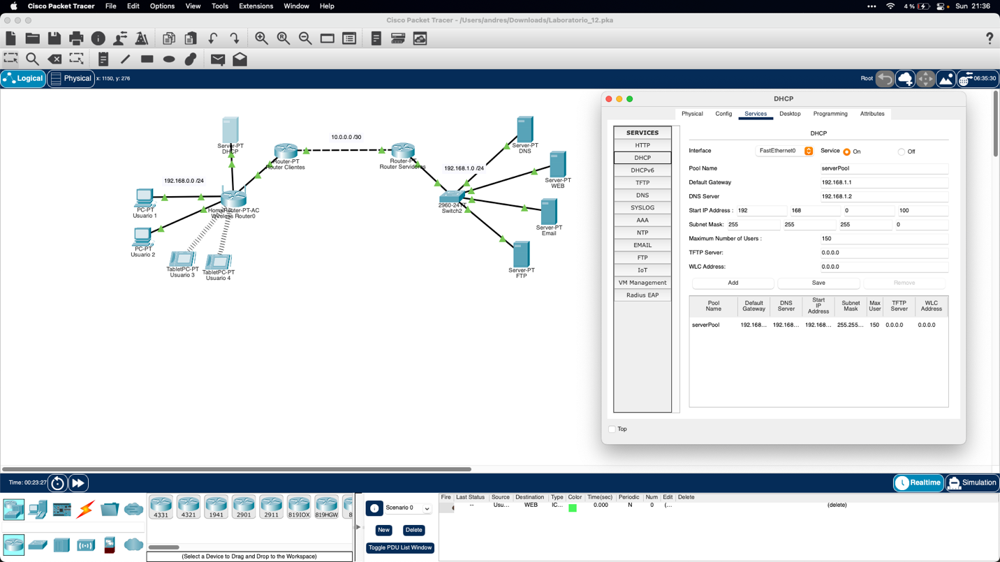 Cisco Packet Tracer File Edit Options View Tools Extensions Window Help 4 % Sun 21:36
Cisco Packet Tracer - /Users/andres/Downloads/Laboratorio_12.pka
Logical Physical x: 1150, y: 276 Root 06:35:30
Server-PT
DHCP
10.0.0.0 /30
Router-PT
Router Clientes
Router-PT
Router Servidores
192.168.0.0 /24
192.168.1.0 /24
PC-PT
Usuario 1
HomeRouter-PT-AC
Wireless Router0
PC-PT
Usuario 2
TabletPC-PT
Usuario 3
TabletPC-PT
Usuario 4
2960-24TT
Switch2
Server-PT
DNS
Server-PT
WEB
Server-PT
Email
Server-PT
FTP
DHCP
Physical Config Services Desktop Programming Attributes
SERVICES
HTTP
DHCP
DHCPv6
TFTP
DNS
SYSLOG
AAA
NTP
EMAIL
FTP
IoT
VM Management
Radius EAP
DHCP
Interface FastEthernet0 Service On Off
Pool Name serverPool
Default Gateway 192.168.1.1
DNS Server 192.168.1.2
Start IP Address : 192 168 0 100
Subnet Mask: 255 255 255 0
Maximum Number of Users : 150
TFTP Server: 0.0.0.0
WLC Address: 0.0.0.0
Add Save Remove
Pool Name Default Gateway DNS Server Start IP Address Subnet Mask Max User TFTP Server WLC Address
serverPool 192.168... 192.168... 192.168... 255.255... 150 0.0.0.0 0.0.0.0
Top
Time: 00:23:27 Realtime Simulation
4331 4321 1941 2901 2911 819IOX 819HGW 8
(Select a Device to Drag and Drop to the Workspace)
Scenario 0
New Delete
Toggle PDU List Window
Fire Last Status Source Destination Type Color Time(sec) Periodic Num Edit Delete
-- Usu... WEB IC... 0.000 N 0 (... (delete)